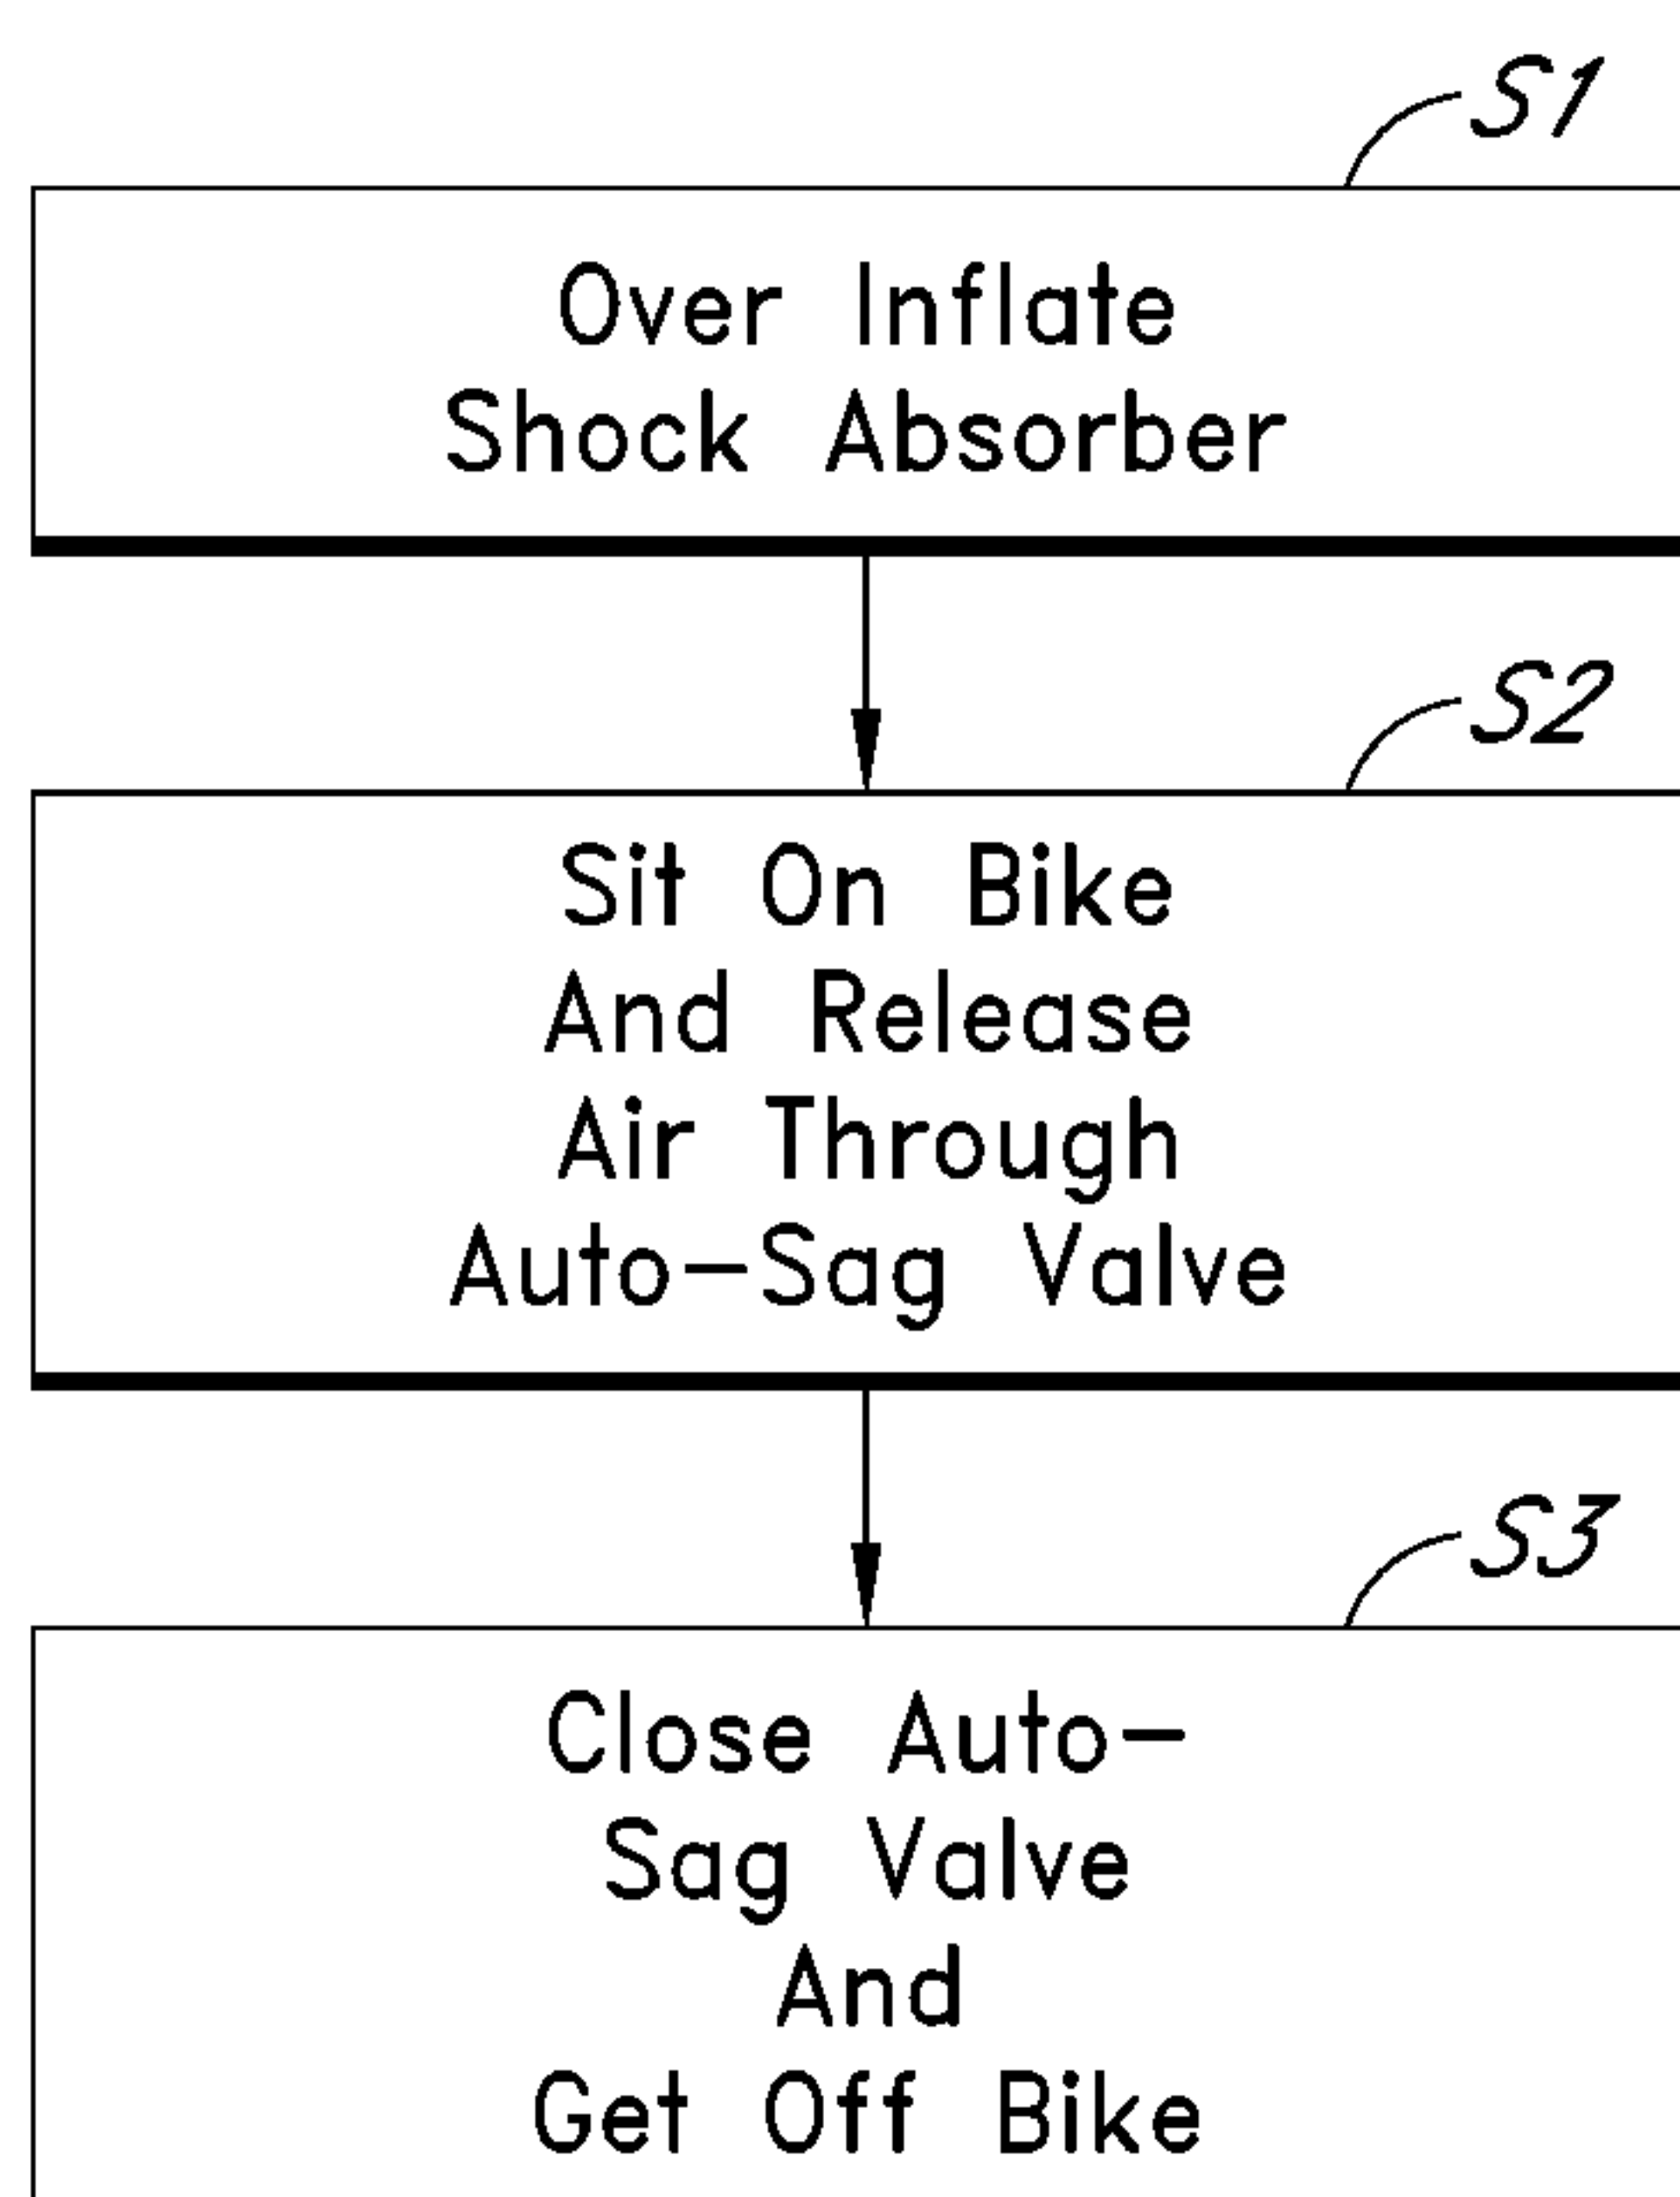 S1
Over Inflate
Shock Absorber
S2
Sit On Bike
And Release
Air Through
Auto-Sag Valve
S3
Close Auto-
Sag Valve
And
Get Off Bike